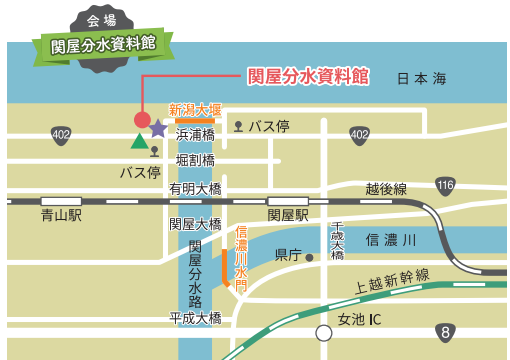 会場
関屋分水資料館
関屋分水資料館
日本海
新潟大堰
バス停
402
浜浦橋
402
堀割橋
バス停
有明大橋
越後線
116
青山駅
関屋駅
関屋大橋
千歳大橋
信濃川
関屋分水路
信濃川水門
県庁
上越新幹線
平成大橋
女池IC
8